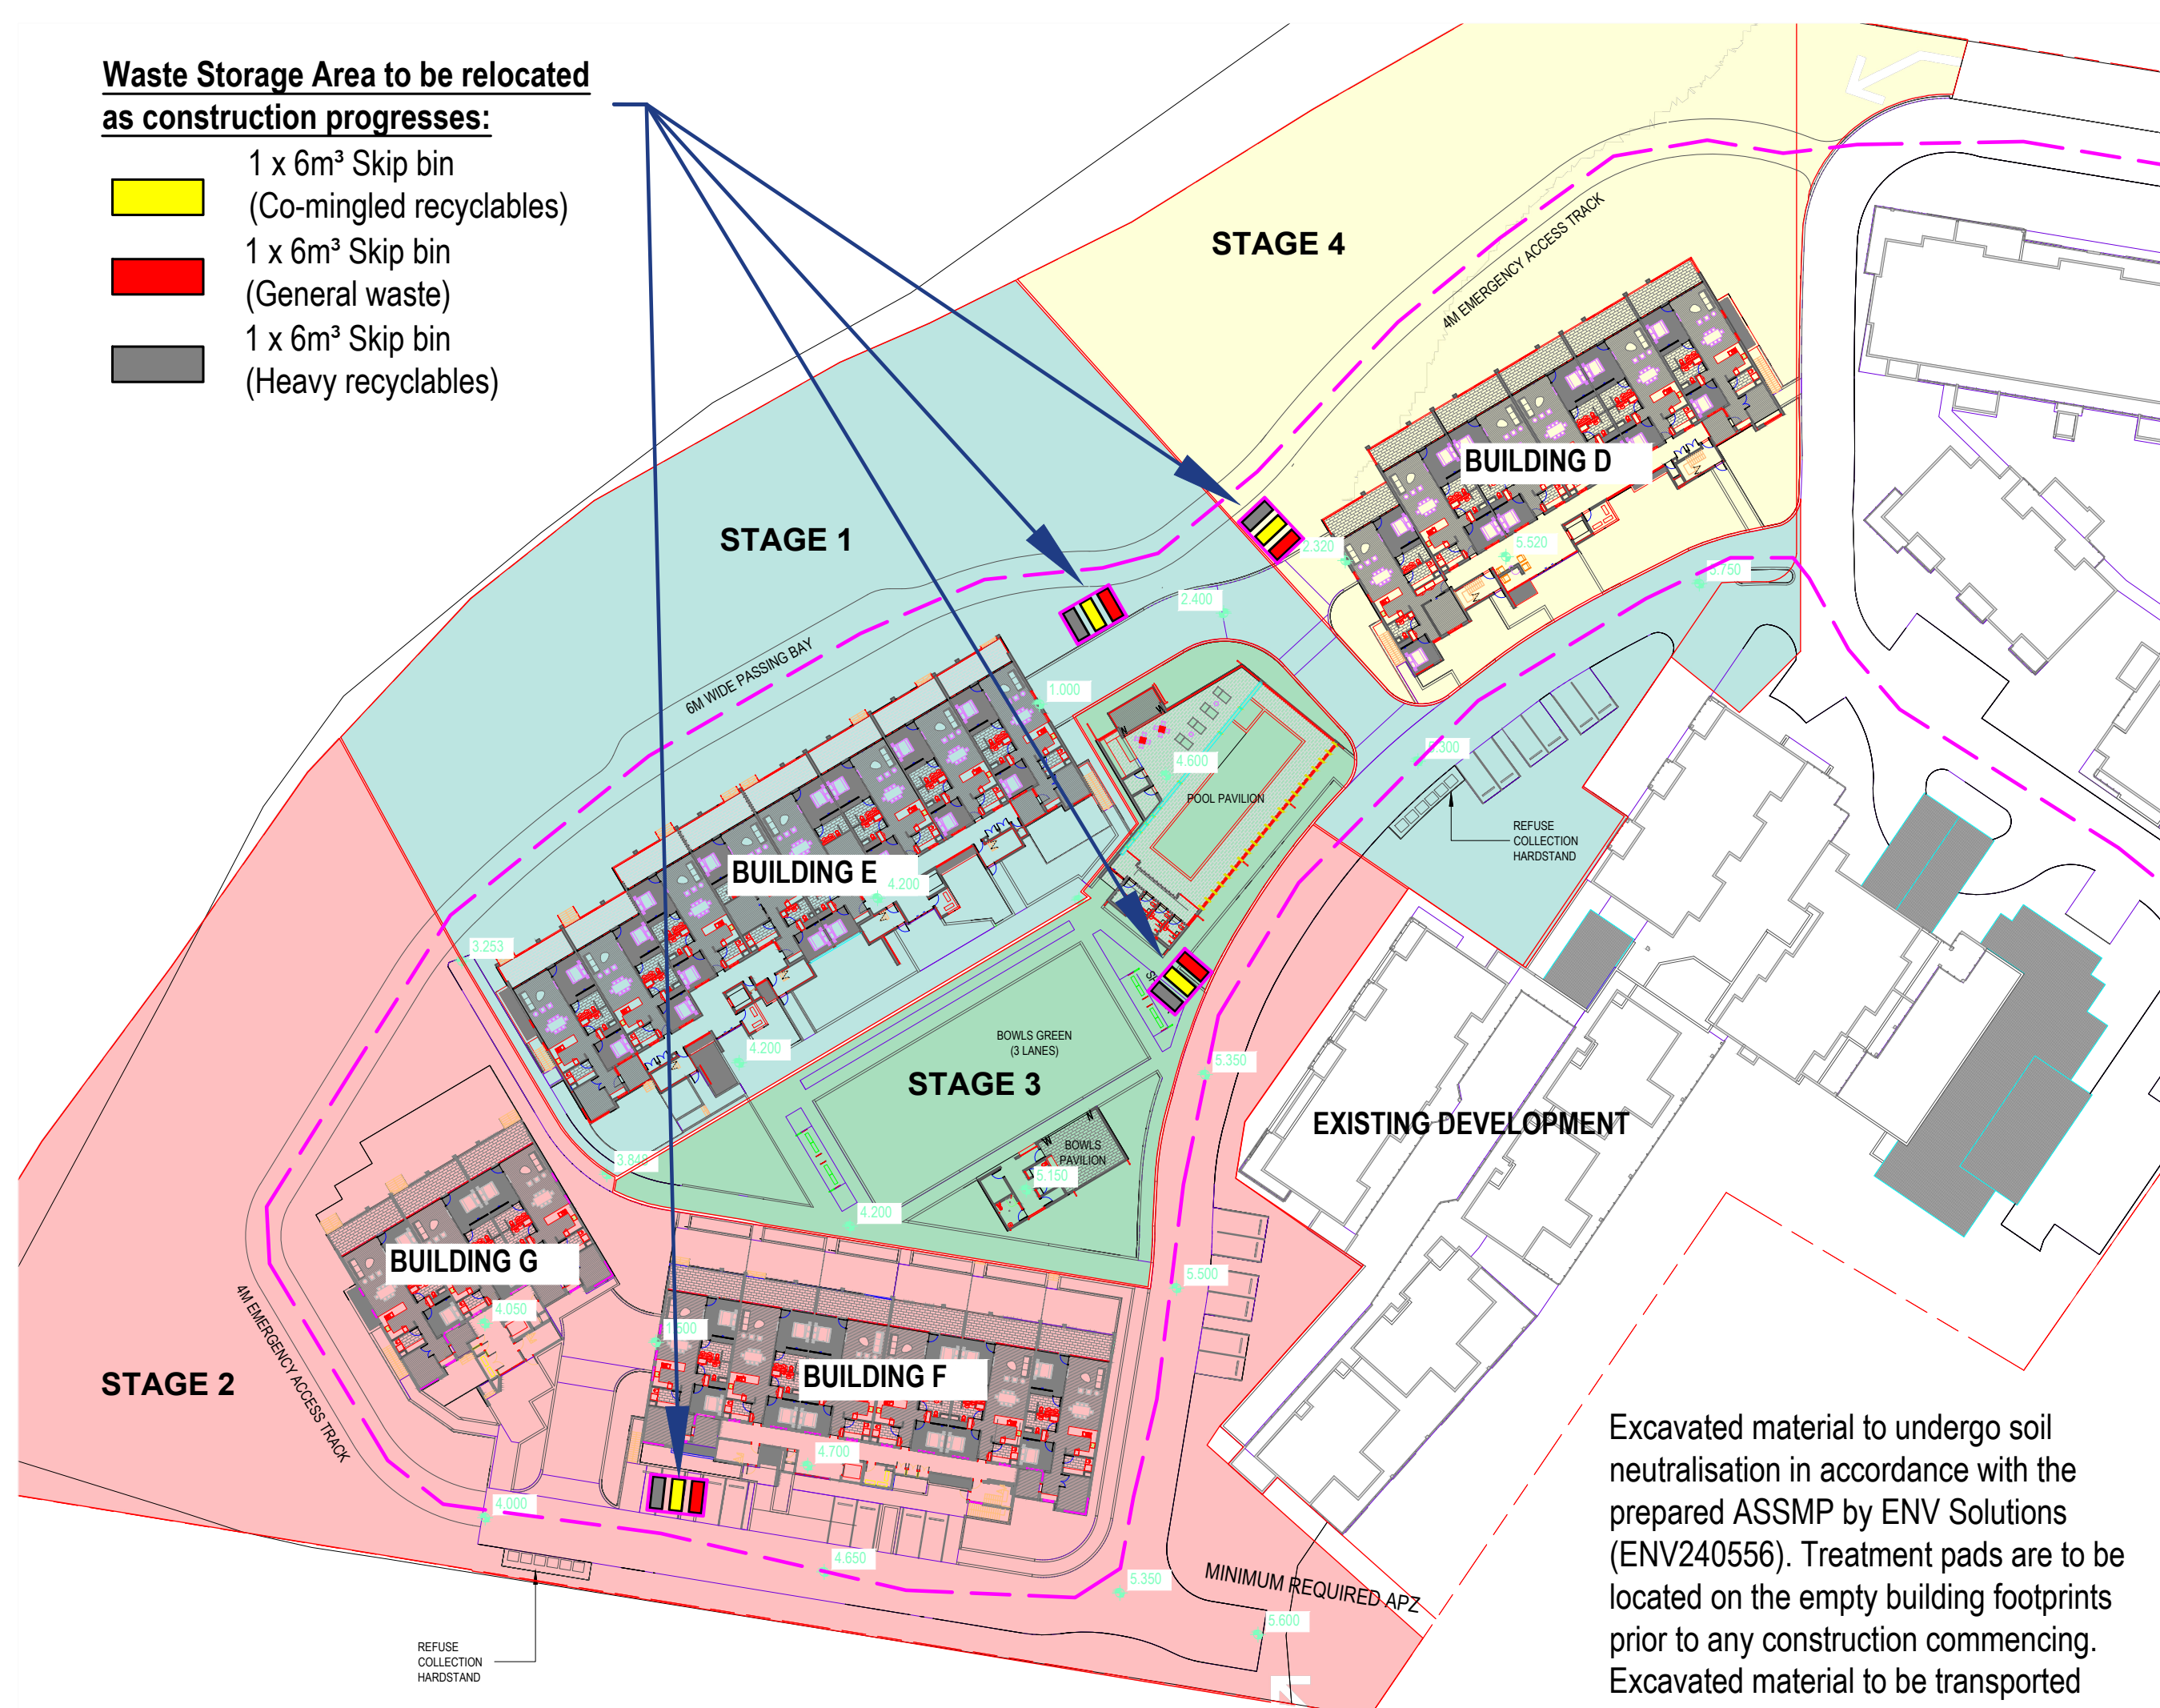 Waste Storage Area to be relocated
as construction progresses:
1 x 6m³ Skip bin
(Co-mingled recyclables)
1 x 6m³ Skip bin
(General waste)
1 x 6m³ Skip bin
(Heavy recyclables)
STAGE 4
4M EMERGENCY ACCESS TRACK
BUILDING D
STAGE 1
2.320
5.520
5.750
2.400
6M WIDE PASSING BAY
1.000
4.600
POOL PAVILION
REFUSE
COLLECTION
HARDSTAND
BUILDING E
4.200
3.253
BOWLS GREEN
(3 LANES)
4.200
STAGE 3
5.350
EXISTING DEVELOPMENT
BOWLS
PAVILION
5.150
4.200
BUILDING G
4.050
5.500
4M EMERGENCY ACCESS TRACK
STAGE 2
BUILDING F
4.700
4.000
4.650
5.350
MINIMUM REQUIRED APZ
5.600
REFUSE
COLLECTION
HARDSTAND
Excavated material to undergo soil
neutralisation in accordance with the
prepared ASSMP by ENV Solutions
(ENV240556). Treatment pads are to be
located on the empty building footprints
prior to any construction commencing.
Excavated material to be transported